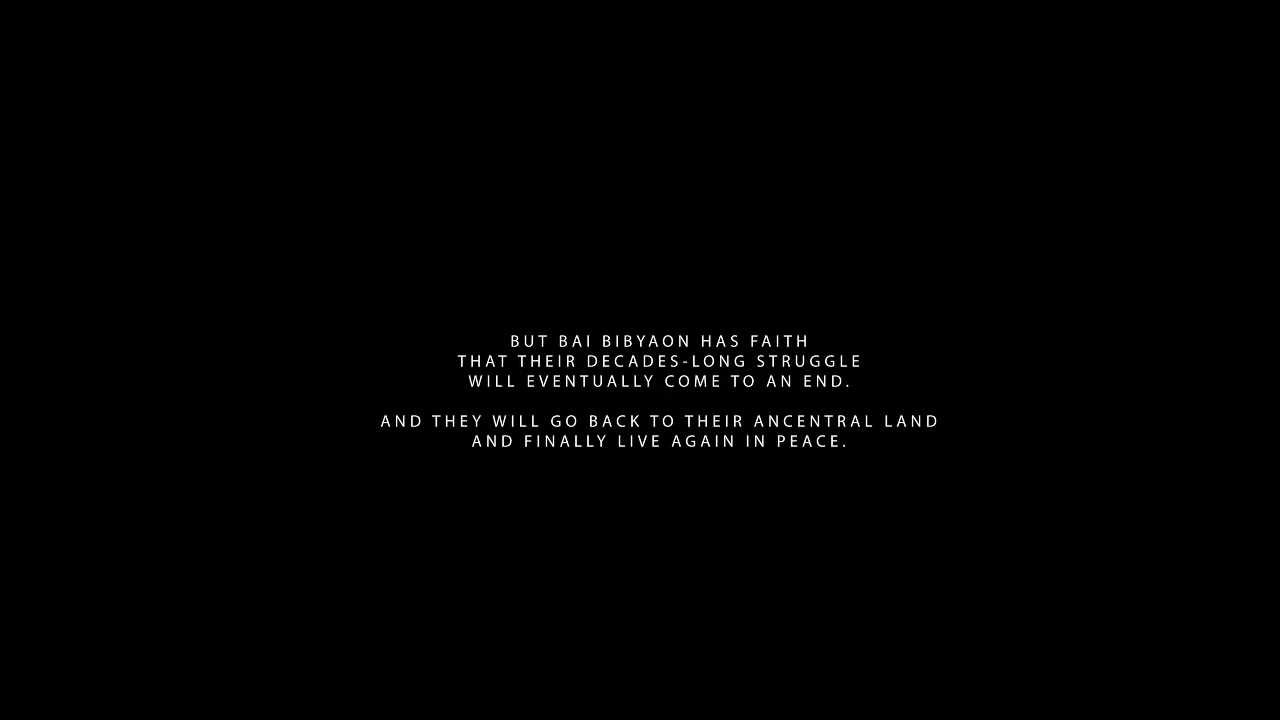 BUT BAI BIBYAON HAS FAITH
THAT THEIR DECADES-LONG STRUGGLE
WILL EVENTUALLY COME TO AN END.
AND THEY WILL GO BACK TO THEIR ANCENTRAL LAND
AND FINALLY LIVE AGAIN IN PEACE.